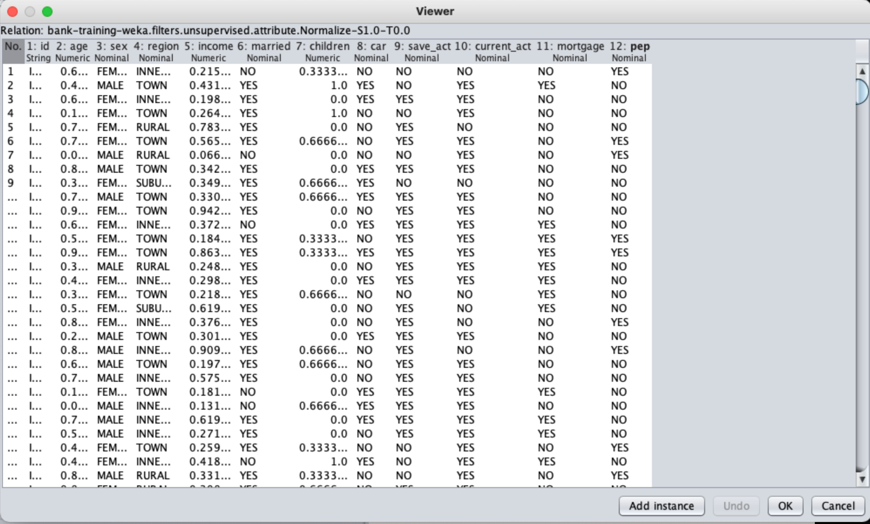 Viewer
Relation: bank-training-weka.filters.unsupervised.attribute.Normalize-S1.0-T0.0
No. 1: id 2: age 3: sex 4: region 5: income 6: married 7: children 8: car 9: save_act 10: current_act 11: mortgage 12: pep
String Numeric Nominal Nominal Numeric Nominal Numeric Nominal Nominal Nominal Nominal Nominal
1 I... 0.6... FEM... INNE... 0.215... NO 0.3333... NO NO NO NO YES
2 I... 0.4... MALE TOWN 0.431... YES 1.0 YES NO YES YES NO
3 I... 0.6... FEM... INNE... 0.198... YES 0.0 YES YES YES NO NO
4 I... 0.1... FEM... TOWN 0.264... YES 1.0 NO NO YES NO NO
5 I... 0.7... FEM... RURAL 0.783... YES 0.0 NO YES NO NO NO
6 I... 0.7... FEM... TOWN 0.565... YES 0.6666... NO YES YES NO YES
7 I... 0.0... MALE RURAL 0.066... NO 0.0 NO NO YES NO YES
8 I... 0.8... MALE TOWN 0.342... YES 0.0 YES YES YES NO NO
9 I... 0.3... FEM... SUBU... 0.349... YES 0.6666... YES NO NO NO NO
... I... 0.7... MALE TOWN 0.330... YES 0.6666... YES YES YES NO NO
... I... 0.9... FEM... TOWN 0.942... YES 0.0 NO YES YES NO NO
... I... 0.6... FEM... INNE... 0.372... NO 0.0 YES YES YES YES NO
... I... 0.5... FEM... TOWN 0.184... YES 0.3333... NO YES YES YES YES
... I... 0.9... FEM... TOWN 0.863... YES 0.3333... YES YES YES YES YES
... I... 0.3... MALE RURAL 0.248... YES 0.0 NO YES YES YES NO
... I... 0.4... FEM... INNE... 0.298... YES 0.0 YES YES YES YES NO
... I... 0.3... FEM... TOWN 0.218... YES 0.6666... NO NO NO YES NO
... I... 0.5... FEM... SUBU... 0.619... YES 0.0 NO YES YES YES NO
... I... 0.8... FEM... INNE... 0.376... YES 0.0 NO YES NO NO YES
... I... 0.2... MALE TOWN 0.301... YES 0.0 YES YES YES NO NO
... I... 0.8... MALE INNE... 0.909... YES 0.6666... NO YES NO NO YES
... I... 0.6... MALE TOWN 0.197... YES 0.6666... NO YES YES NO NO
... I... 0.7... MALE INNE... 0.575... YES 0.0 NO YES YES YES NO
... I... 0.1... FEM... TOWN 0.181... NO 0.0 YES YES YES YES NO
... I... 0.0... MALE INNE... 0.131... NO 0.6666... YES YES YES NO NO
... I... 0.7... MALE INNE... 0.619... YES 0.0 YES YES YES YES NO
... I... 0.5... MALE INNE... 0.271... YES 0.0 NO YES YES YES NO
... I... 0.4... FEM... TOWN 0.259... YES 0.3333... NO NO YES NO YES
... I... 0.4... FEM... INNE... 0.418... NO 1.0 YES NO YES YES NO
... I... 0.8... MALE RURAL 0.331... YES 0.3333... NO YES YES NO YES
Add instance Undo OK Cancel